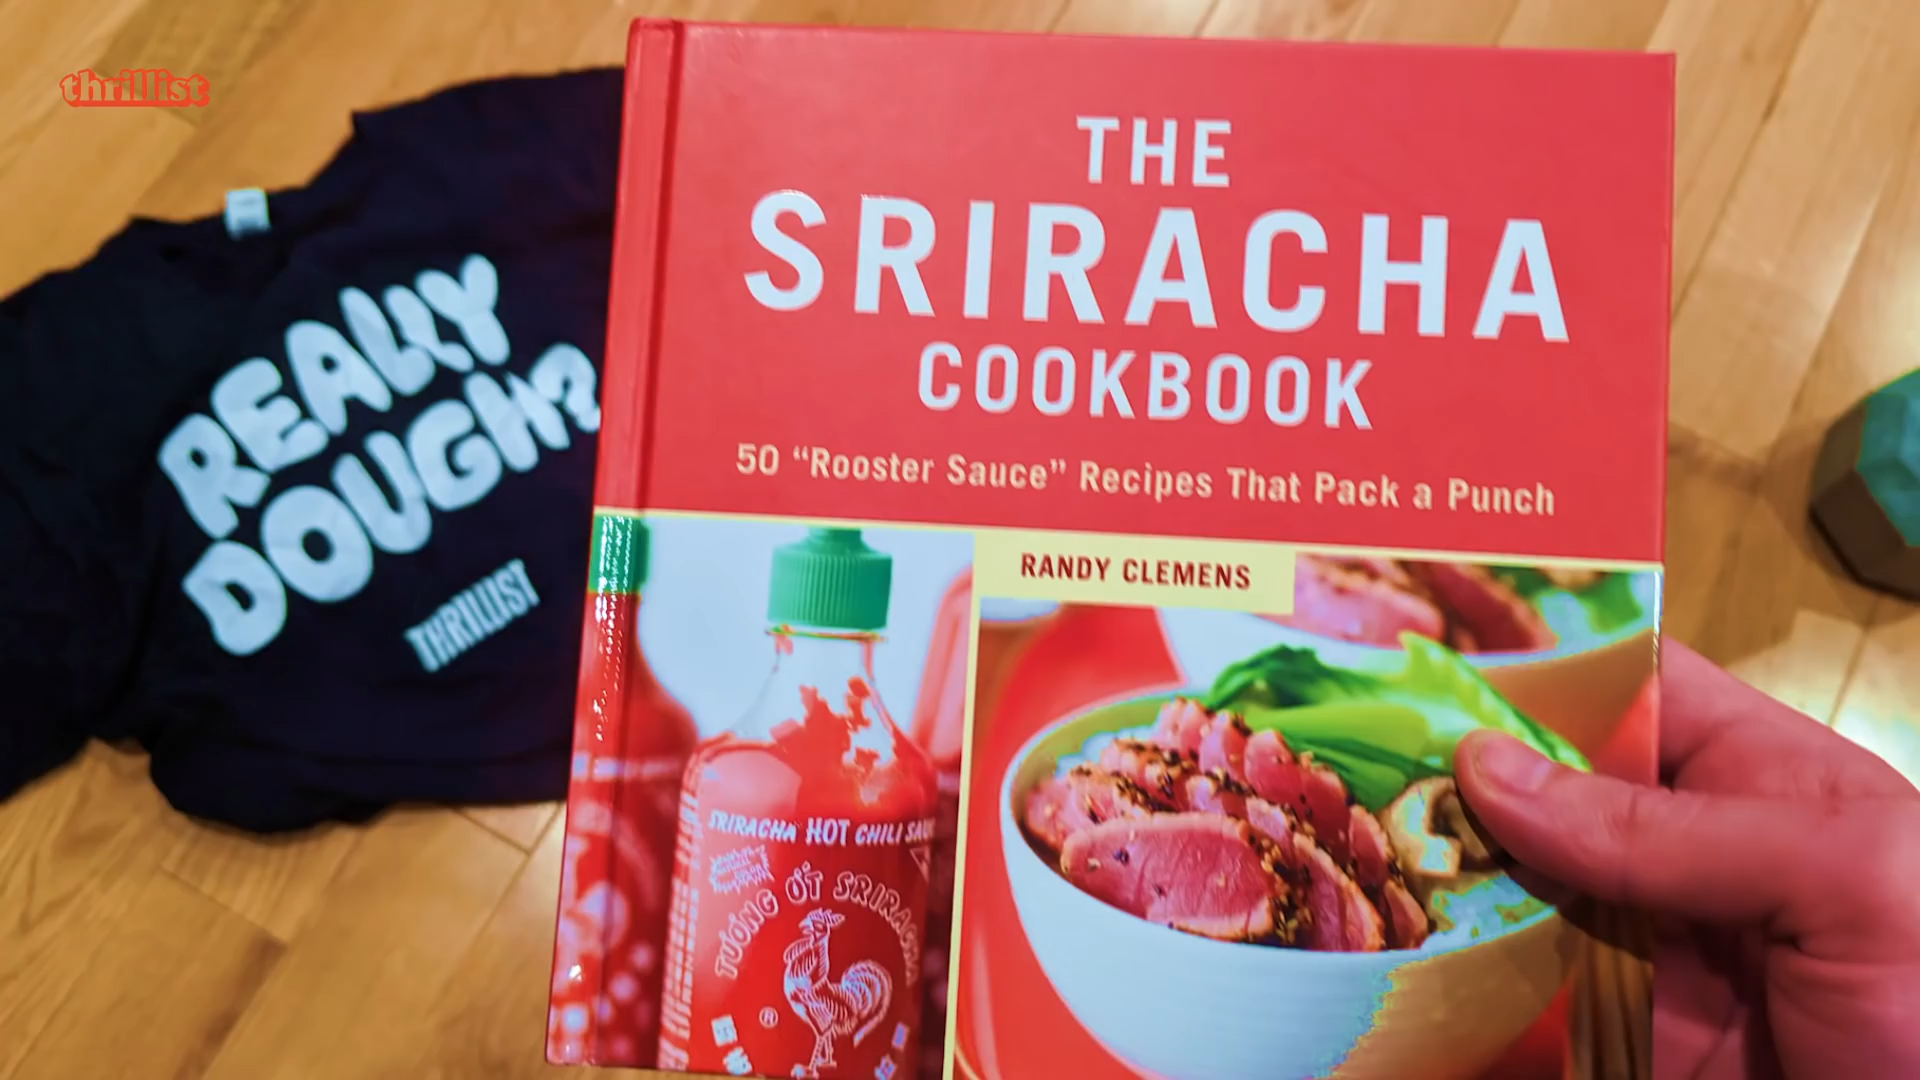 thrillist
REALLY
DOUGH?
THRILLIST
THE
SRIRACHA
COOKBOOK
50 “Rooster Sauce” Recipes That Pack a Punch
RANDY CLEMENS
SRIRACHA HOT CHILI SAUC
TƯƠNG ỚT SRIRACHA
®